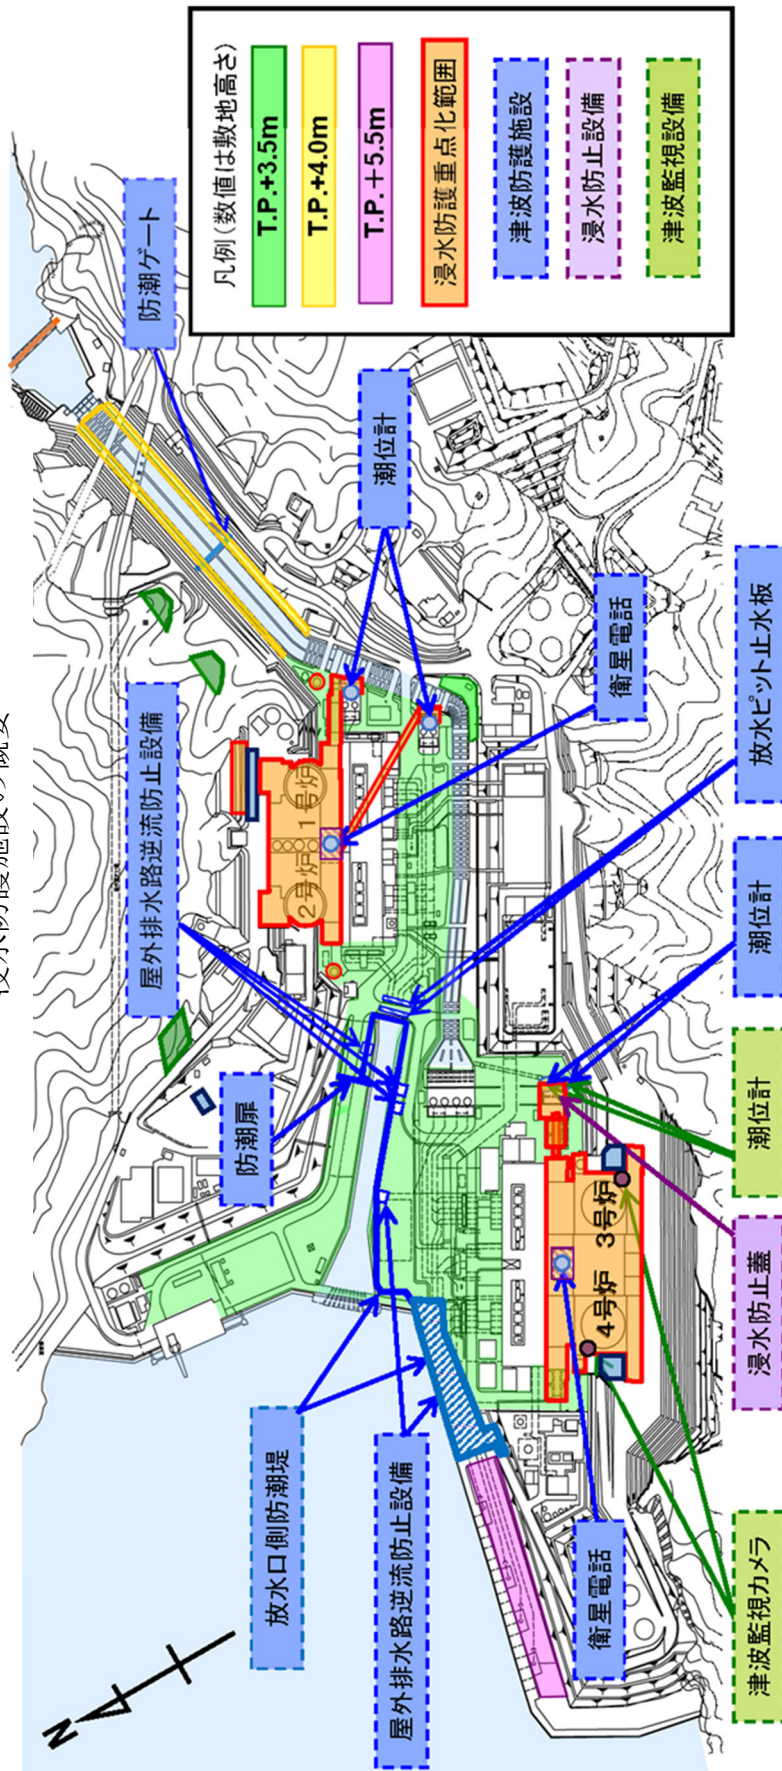 浸水防護施設の概要
凡例（数値は敷地高さ）
T.P.+3.5m
T.P.+4.0m
T.P.＋5.5m
浸水防護重点化範囲
津波防護施設
浸水防止設備
津波監視設備
防潮ゲート
潮位計
衛星電話
放水ピット止水板
屋外排水路逆流防止設備
1号炉
2号炉
防潮扉
潮位計
潮位計
3号炉
4号炉
浸水防止蓋
放水口側防潮堤
屋外排水路逆流防止設備
衛星電話
津波監視カメラ
N